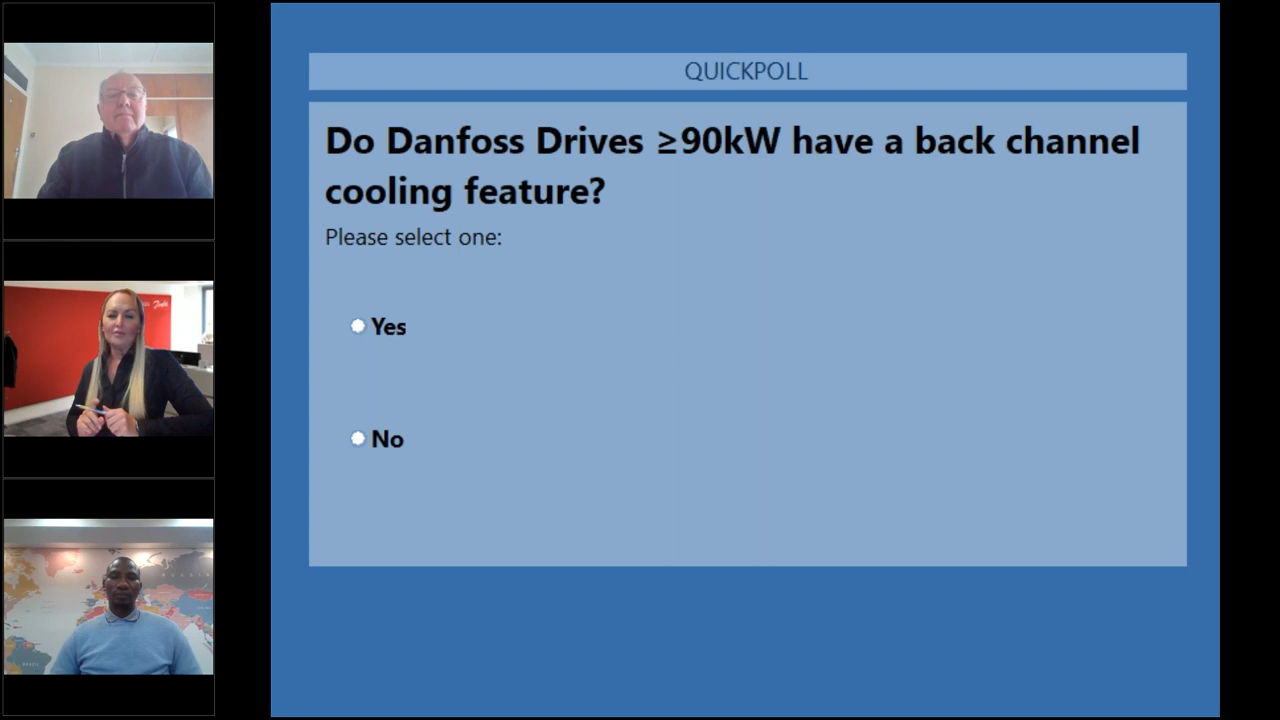 QUICKPOLL
Do Danfoss Drives ≥90kW have a back channel
cooling feature?
Please select one:
Yes
No